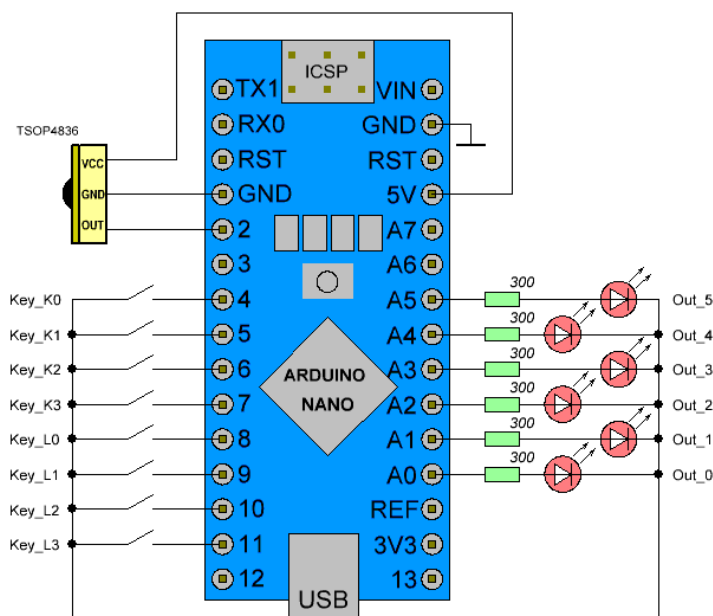 ICSP
TX1 VIN
TSOP4836
RX0 GND
VCC RST RST
GND GND 5V
OUT 2 A7
3 A6
300
Key_K0 4 A5 Out_5
300
Key_K1 5 A4 Out_4
300
Key_K2 6 ARDUINO A3 Out_3
300
Key_K3 7 NANO A2 Out_2
300
Key_L0 8 A1 Out_1
300
Key_L1 9 A0 Out_0
Key_L2 10 REF
Key_L3 11 3V3
12 13
USB